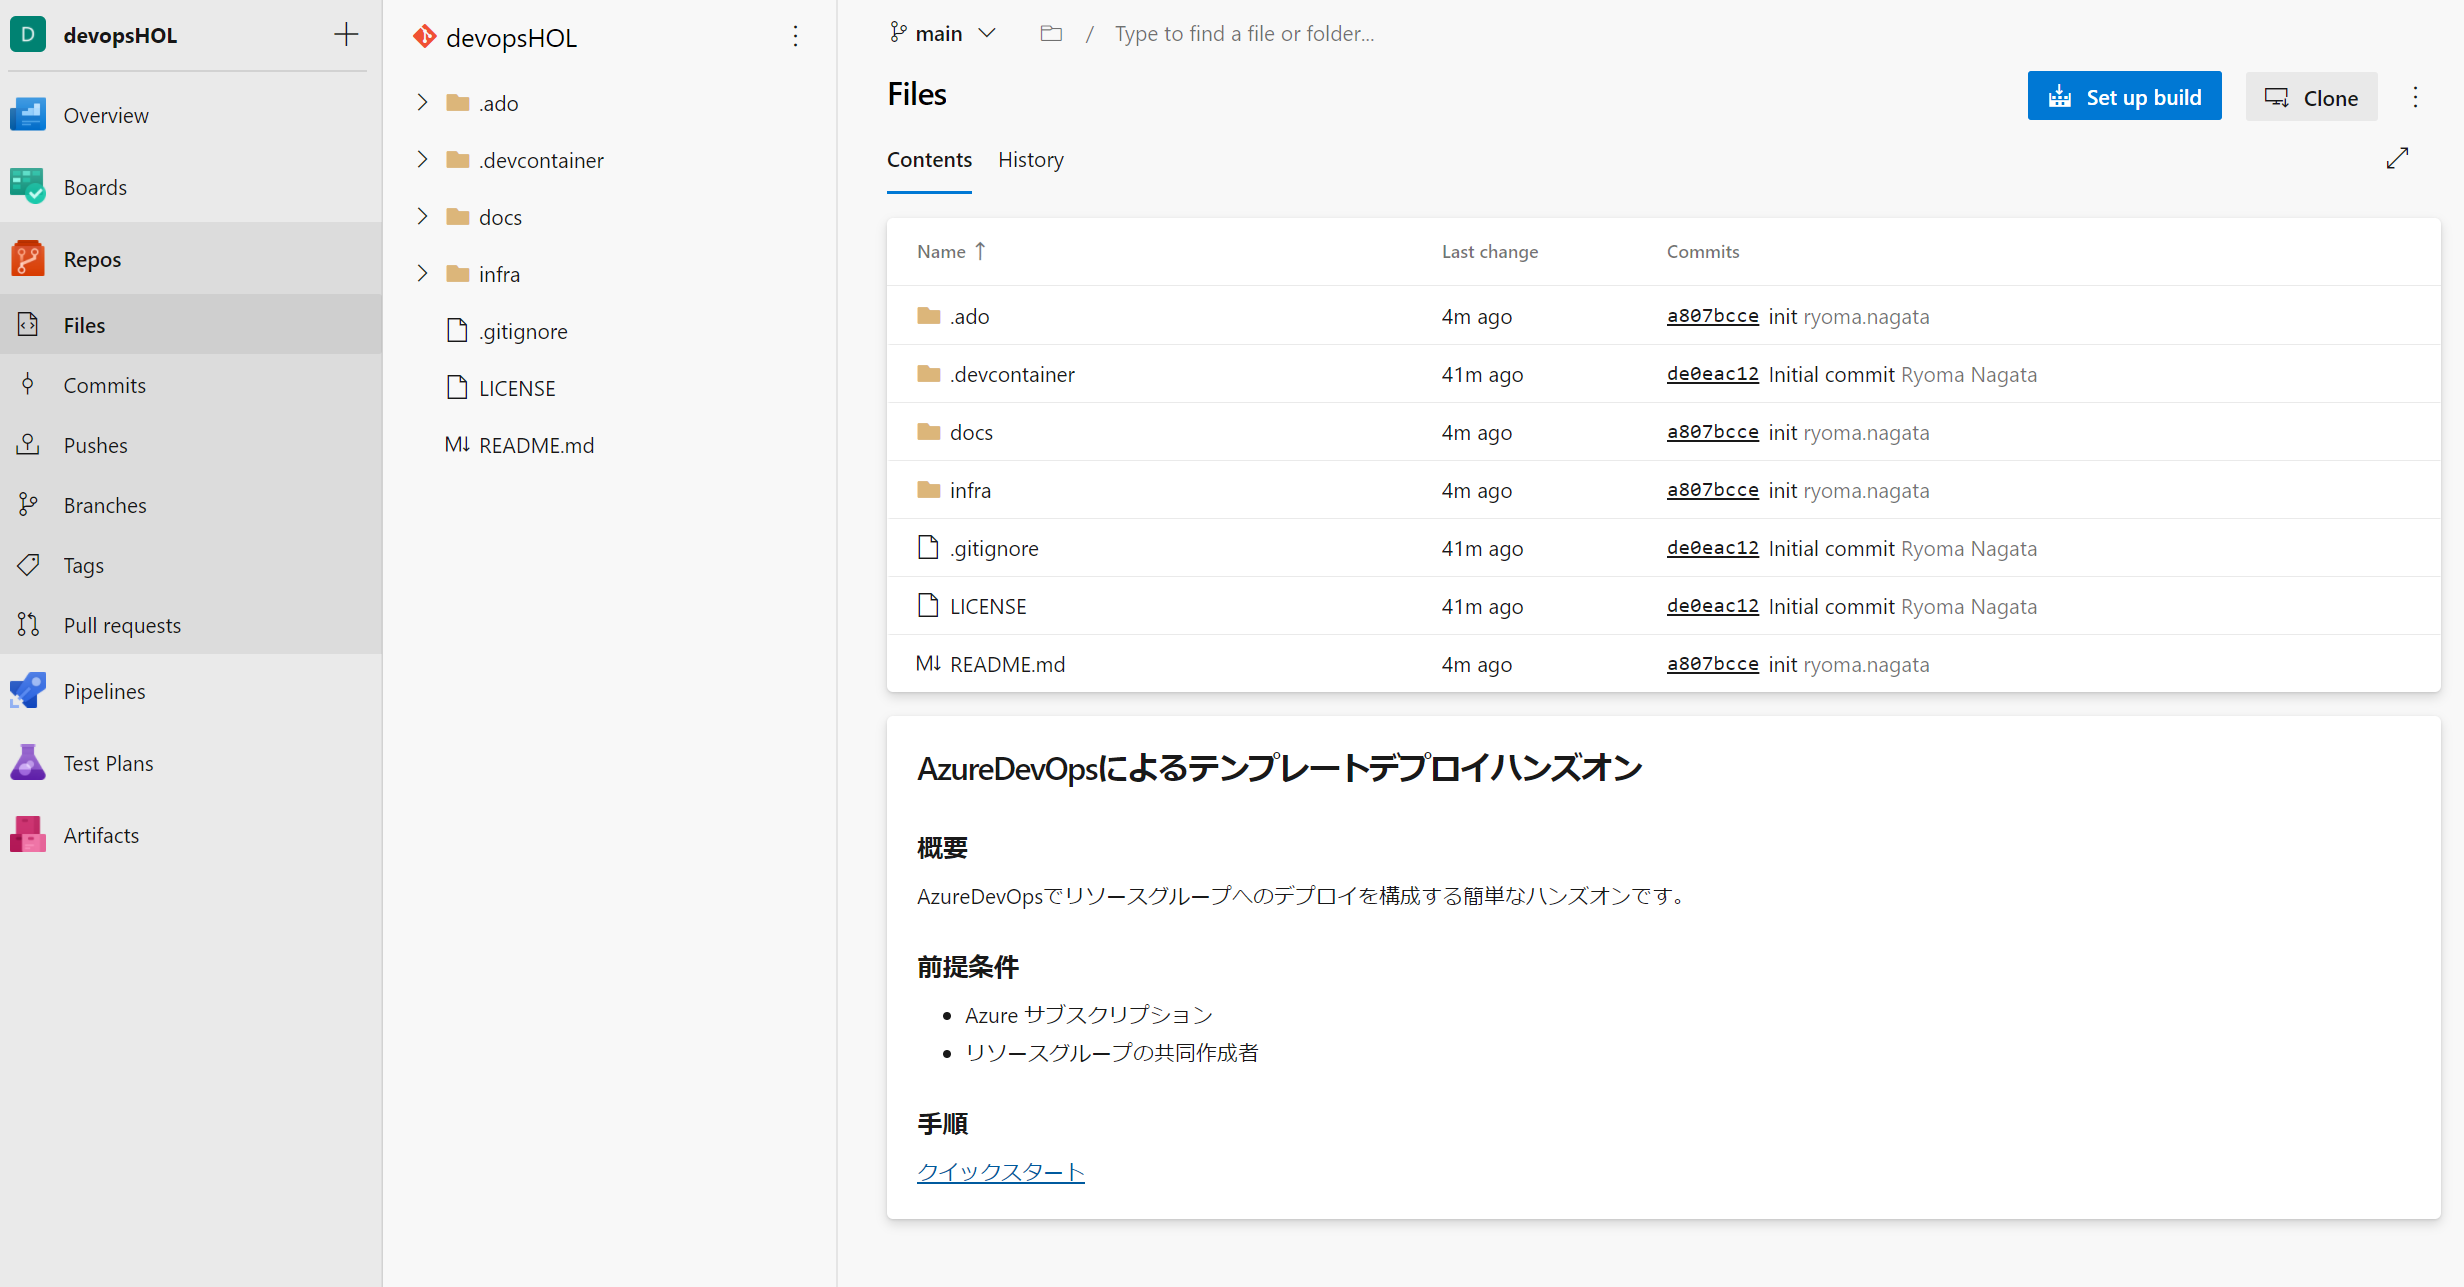 D devopsHOL
Overview
Boards
Repos
Files
Commits
Pushes
Branches
Tags
Pull requests
Pipelines
Test Plans
Artifacts
devopsHOL
.ado
.devcontainer
docs
infra
.gitignore
LICENSE
M↓ README.md
main / Type to find a file or folder...
Files
Set up build Clone
Contents History
Name ↑ Last change Commits
.ado 4m ago a807bcce init ryoma.nagata
.devcontainer 41m ago de0eac12 Initial commit Ryoma Nagata
docs 4m ago a807bcce init ryoma.nagata
infra 4m ago a807bcce init ryoma.nagata
.gitignore 41m ago de0eac12 Initial commit Ryoma Nagata
LICENSE 41m ago de0eac12 Initial commit Ryoma Nagata
M↓ README.md 4m ago a807bcce init ryoma.nagata
AzureDevOpsによるテンプレートデプロイハンズオン
概要
AzureDevOpsでリソースグループへのデプロイを構成する簡単なハンズオンです。
前提条件
• Azure サブスクリプション
• リソースグループの共同作成者
手順
クイックスタート